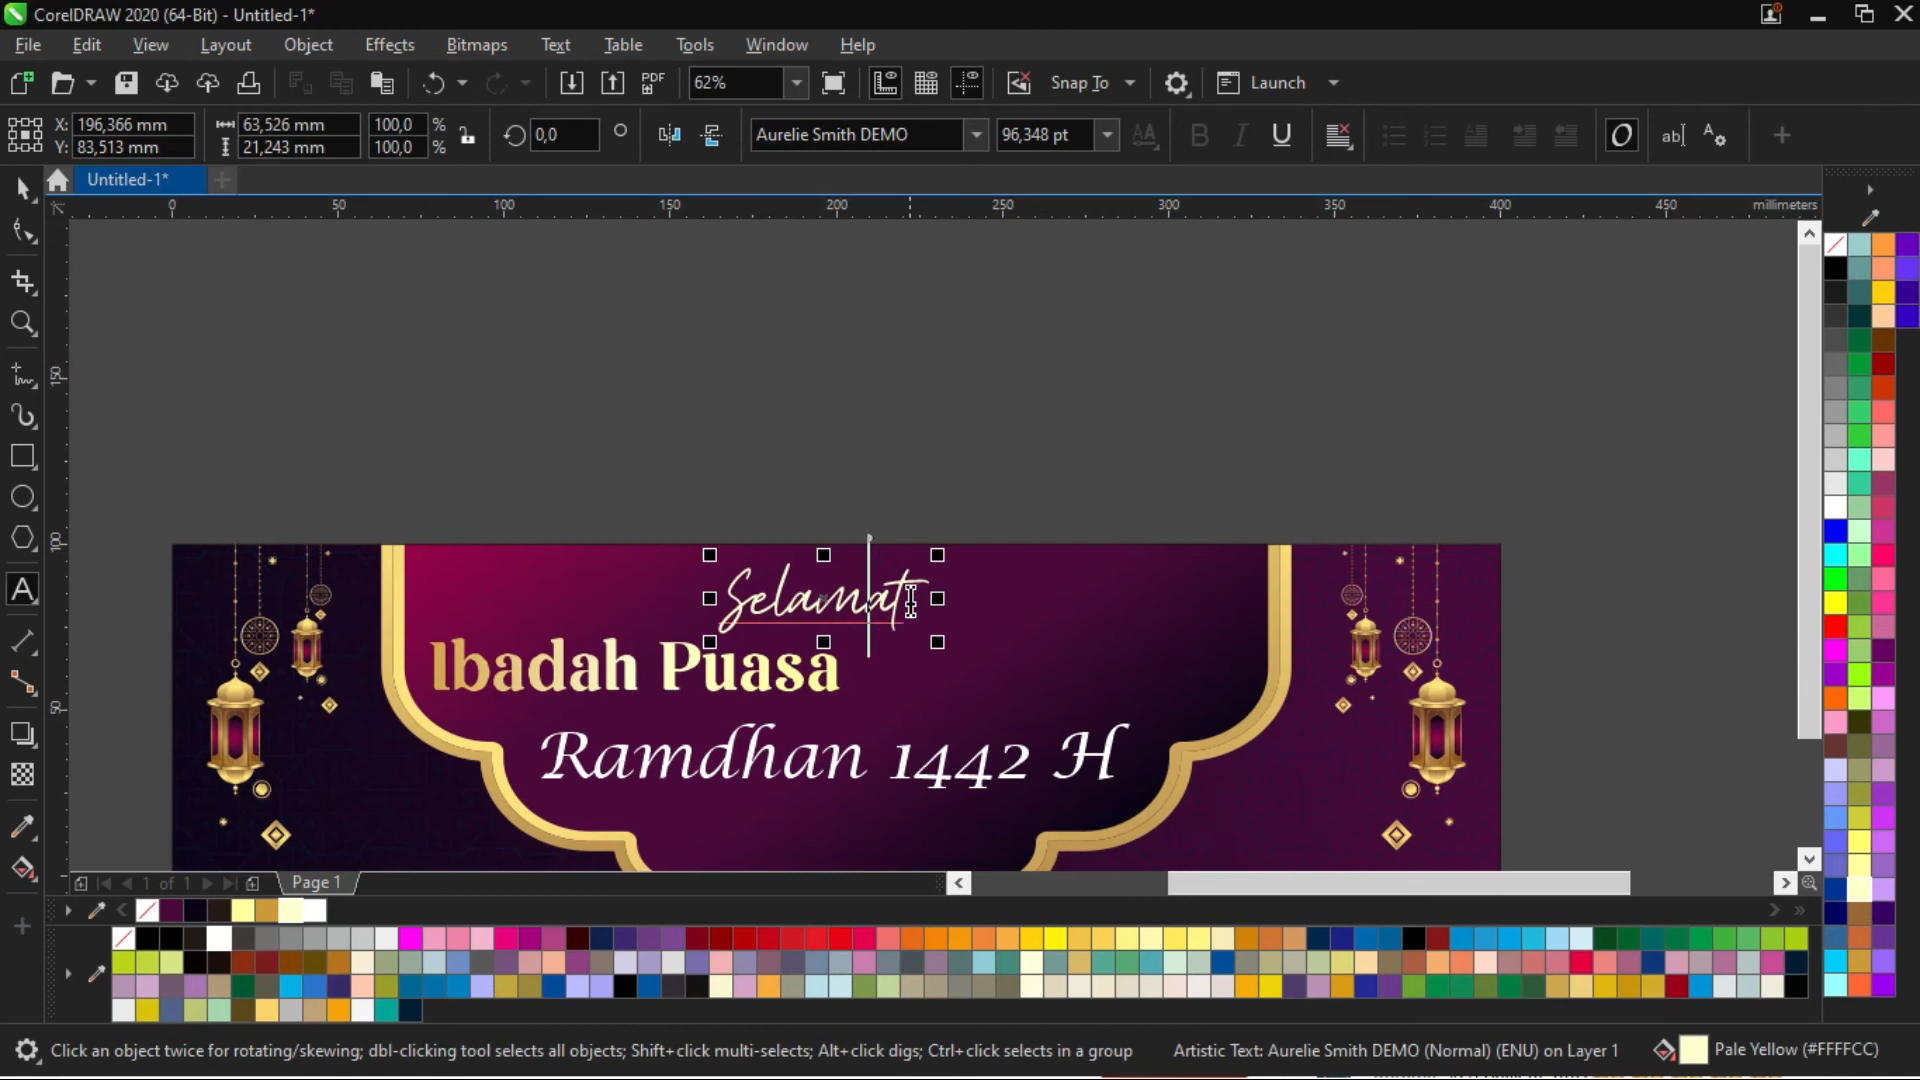 CorelDRAW 2020 (64-Bit) - Untitled-1*
File Edit View Layout Object Effects Bitmaps Text Table Tools Window Help
PDF 62% Snap To Launch
X: 196,366 mm 63,526 mm 100,0 % 0,0 Aurelie Smith DEMO 96,348 pt
Y: 83,513 mm 21,243 mm 100,0 %
Untitled-1*
0 50 100 150 200 250 300 350 400 450 millimeters
150
100
50
Selamat
Ibadah Puasa
Ramdhan 1442 H
1 of 1 Page 1
Click an object twice for rotating/skewing; dbl-clicking tool selects all objects; Shift+click multi-selects; Alt+click digs; Ctrl+click selects in a group Artistic Text: Aurelie Smith DEMO (Normal) (ENU) on Layer 1 Pale Yellow (#FFFFCC)